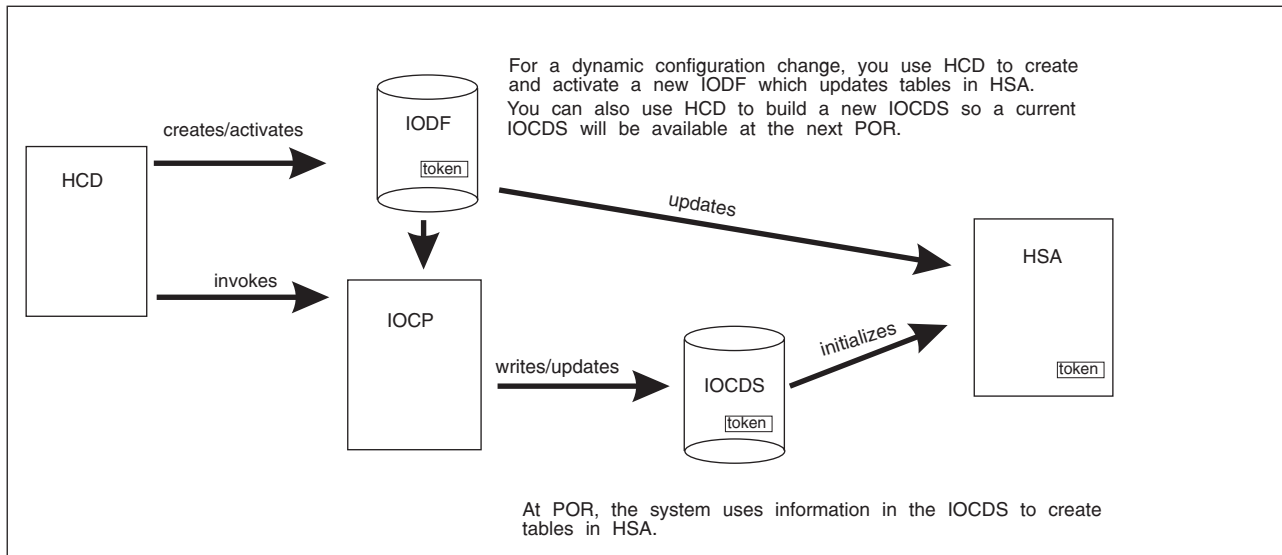 For a dynamic configuration change, you use HCD to create
and activate a new IODF which updates tables in HSA.
You can also use HCD to build a new IOCDS so a current
IOCDS will be available at the next POR.
creates/activates
IODF
token
HCD
updates
HSA
invokes
IOCP
initializes
writes/updates
IOCDS
token
token
At POR, the system uses information in the IOCDS to create
tables in HSA.